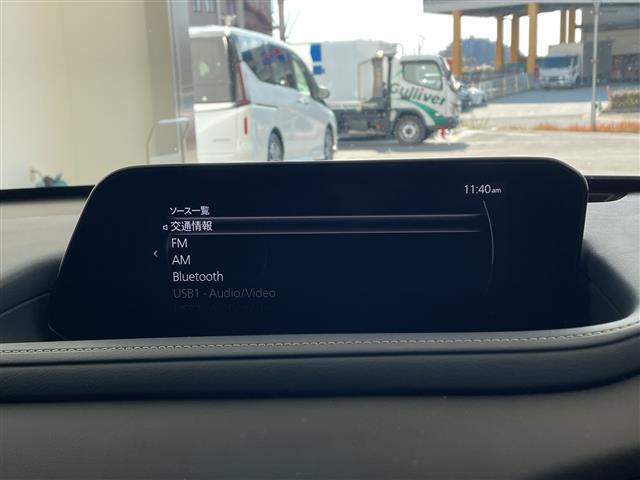 Gulliver
11:40am
ソース一覧
交通情報
FM
AM
Bluetooth
USB1 - Audio/Video